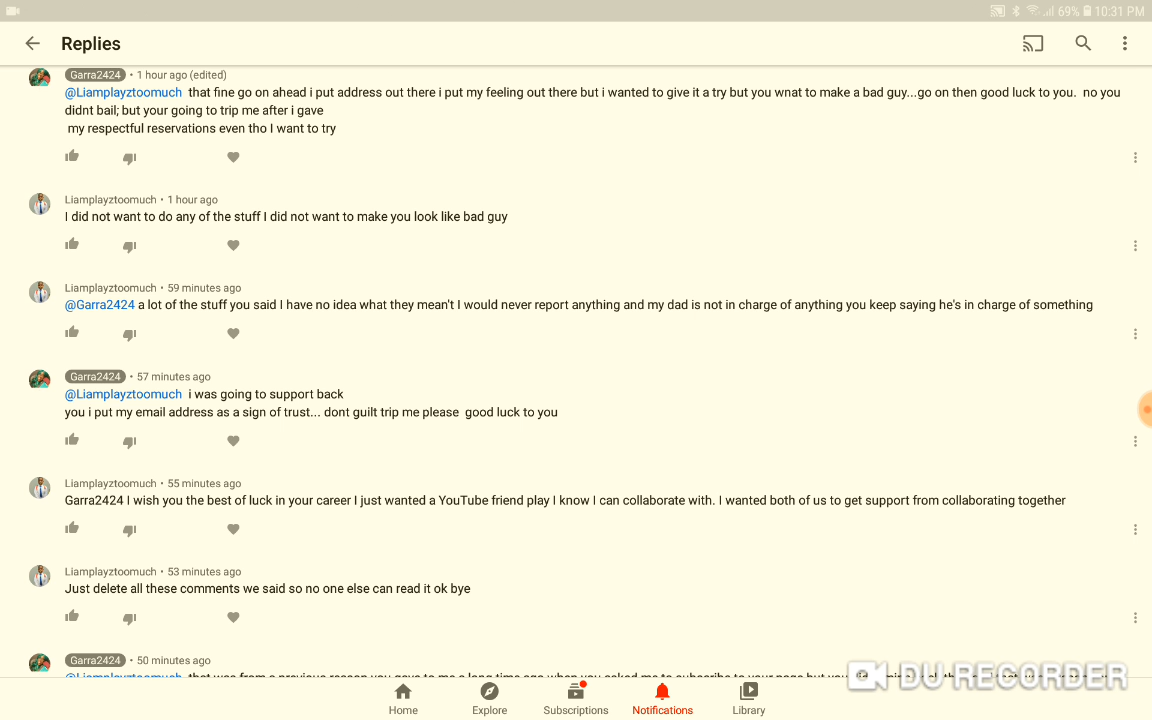 69% 10:31 PM
Replies
Garra2424 • 1 hour ago (edited)
@Liamplayztoomuch that fine go on ahead i put address out there i put my feeling out there but i wanted to give it a try but you wnat to make a bad guy...go on then good luck to you. no you
didnt bail; but your going to trip me after i gave
my respectful reservations even tho I want to try
Liamplayztoomuch • 1 hour ago
I did not want to do any of the stuff I did not want to make you look like bad guy
Liamplayztoomuch • 59 minutes ago
@Garra2424 a lot of the stuff you said I have no idea what they mean't I would never report anything and my dad is not in charge of anything you keep saying he's in charge of something
Garra2424 • 57 minutes ago
@Liamplayztoomuch i was going to support back
you i put my email address as a sign of trust... dont guilt trip me please good luck to you
Liamplayztoomuch • 55 minutes ago
Garra2424 I wish you the best of luck in your career I just wanted a YouTube friend play I know I can collaborate with. I wanted both of us to get support from collaborating together
Liamplayztoomuch • 53 minutes ago
Just delete all these comments we said so no one else can read it ok bye
Garra2424 • 50 minutes ago
DU RECORDER
Home Explore Subscriptions Notifications Library